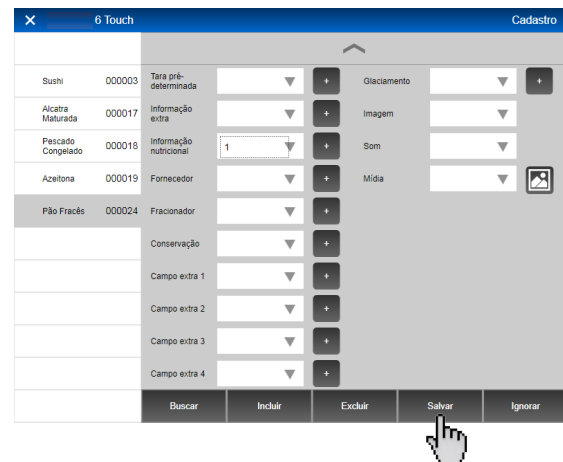 6 Touch Cadastro
Sushi 000003
Alcatra
Maturada 000017
Pescado
Congelado 000018
Azeitona 000019
Pão Fracês 000024
Tara pré-
determinada +
Informação
extra +
Informação
nutricional 1 +
Fornecedor +
Fracionador +
Conservação +
Campo extra 1 +
Campo extra 2 +
Campo extra 3 +
Campo extra 4 +
Glaciamento +
Imagem
Som
Mídia
Buscar Incluir Excluir Salvar Ignorar